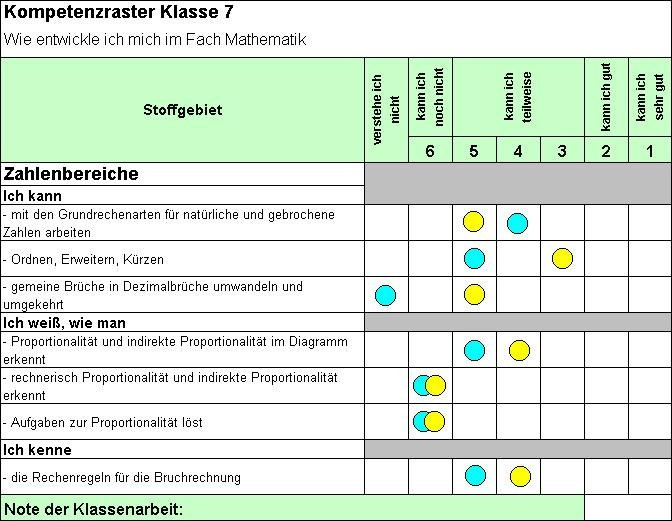 Kompetenzraster Klasse 7
Wie entwickle ich mich im Fach Mathematik
Stoffgebiet
verstehe ich
nicht
kann ich
noch nicht
kann ich
teilweise
kann ich gut
kann ich
sehr gut
6 5 4 3 2 1
Zahlenbereiche
Ich kann
- mit den Grundrechenarten für natürliche und gebrochene
Zahlen arbeiten
- Ordnen, Erweitern, Kürzen
- gemeine Brüche in Dezimalbrüche umwandeln und
umgekehrt
Ich weiß, wie man
- Proportionalität und indirekte Proportionalität im Diagramm
erkennt
- rechnerisch Proportionalität und indirekte Proportionalität
erkennt
- Aufgaben zur Proportionalität löst
Ich kenne
- die Rechenregeln für die Bruchrechnung
Note der Klassenarbeit: